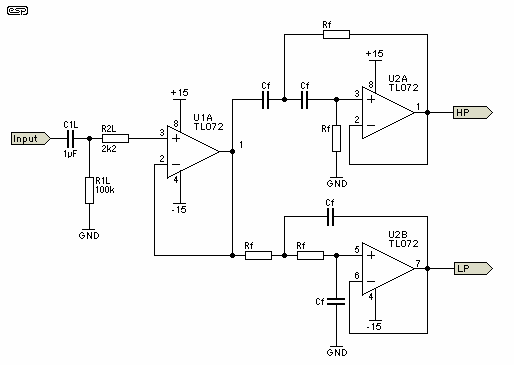 esp
Rf
+15
+15
8
U2A
TL072
Cf
Cf
3
1
HP
2
U1A
TL072
8
C1L
R2L
3
1
Input
1µF
2k2
2
R1L
100k
4
-15
GND
Rf
GND
Cf
U2B
TL072
Rf
Rf
5
7
LP
6
Cf
4
-15
GND